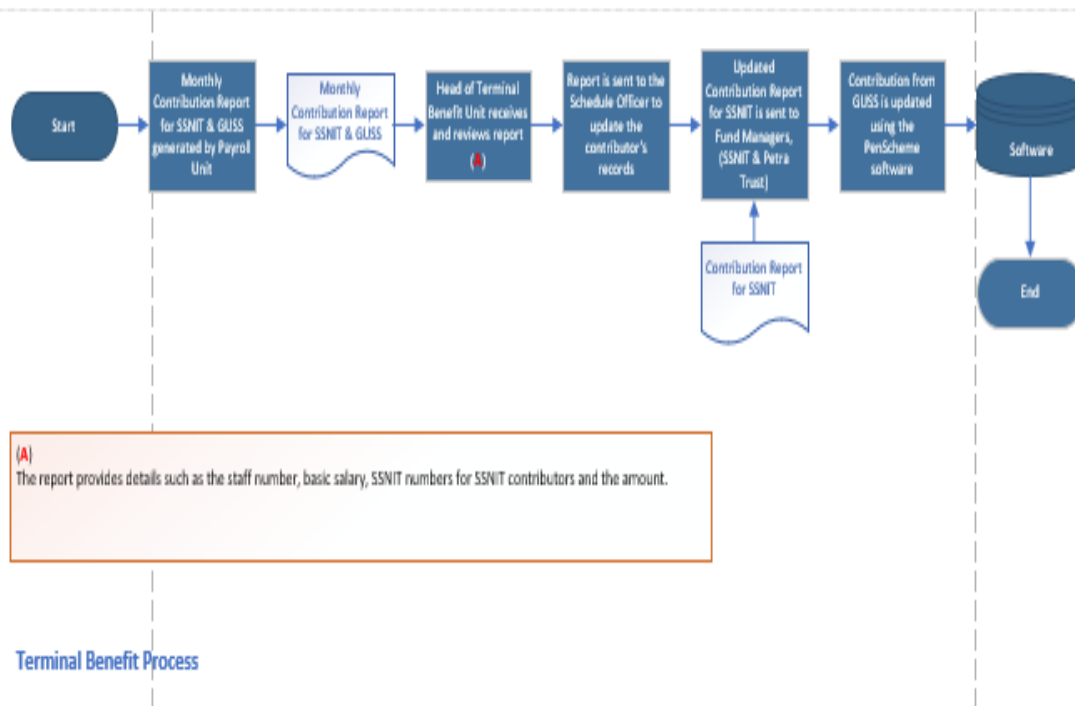 Start
Monthly
Contribution Report
for SSNIT & GUSS
generated by Payroll
Unit
Monthly
Contribution Report
for SSNIT & GUSS
Head of Terminal
Benefit Unit receives
and reviews report
(A)
Report is sent to the
Schedule Officer to
update the
contributor's
records
Updated
Contribution Report
for SSNIT is sent to
Fund Managers,
(SSNIT & Petra
Trust)
Contribution from
GUSS is updated
using the
PenScheme
software
Software
Contribution Report
for SSNIT
End
(A)
The report provides details such as the staff number, basic salary, SSNIT numbers for SSNIT contributors and the amount.
Terminal Benefit Process